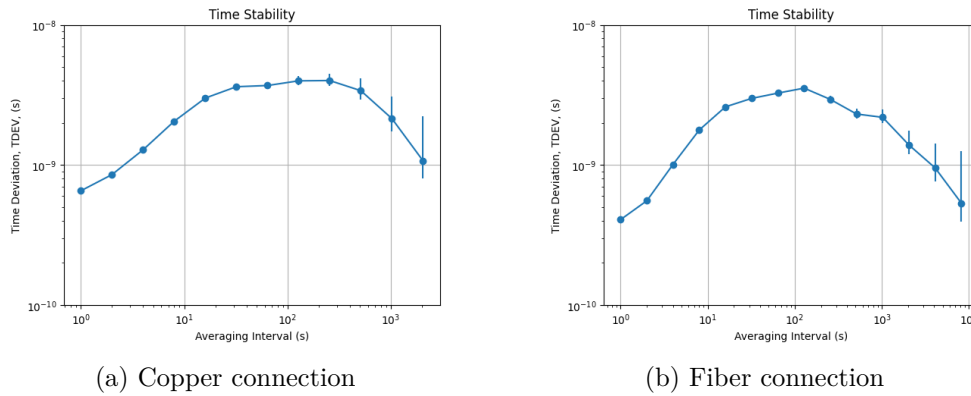 Time Stability
Time Deviation, TDEV, (s)
10⁻⁸
10⁻⁹
10⁻¹⁰
10⁰ 10¹ 10² 10³
Averaging Interval (s)
(a) Copper connection
Time Stability
Time Deviation, TDEV, (s)
10⁻⁸
10⁻⁹
10⁻¹⁰
10⁰ 10¹ 10² 10³
Averaging Interval (s)
(b) Fiber connection